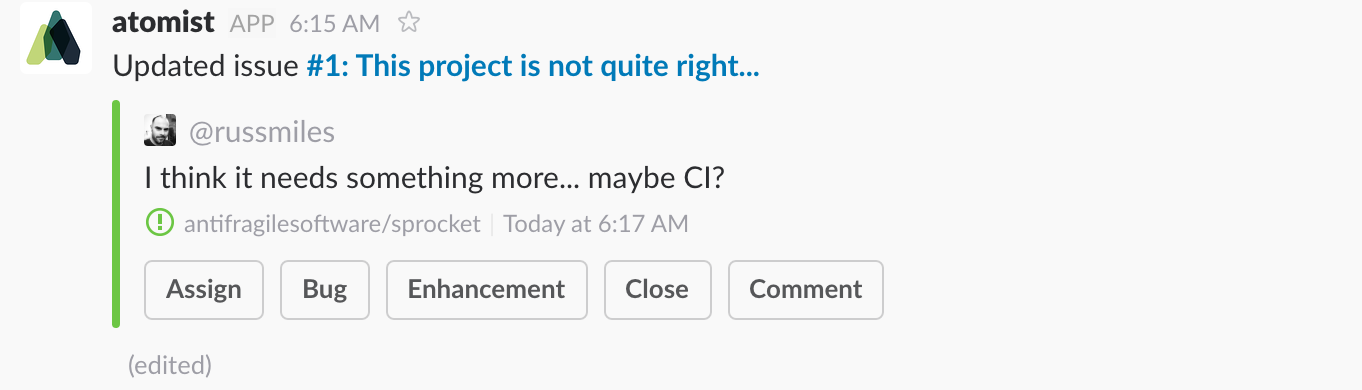 atomist APP 6:15 AM
Updated issue #1: This project is not quite right...
@russmiles
I think it needs something more... maybe CI?
antifragilesoftware/sprocket | Today at 6:17 AM
Assign Bug Enhancement Close Comment
(edited)